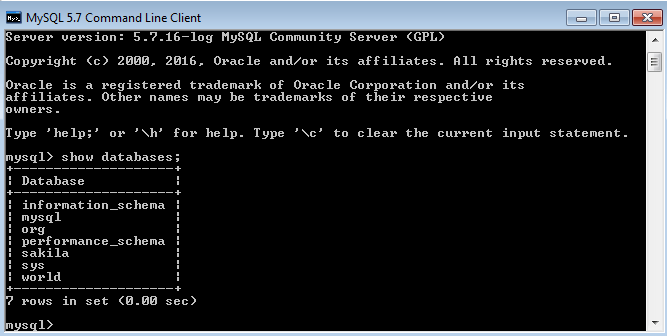 MySQL 5.7 Command Line Client
Server version: 5.7.16-log MySQL Community Server (GPL)
Copyright (c) 2000, 2016, Oracle and/or its affiliates. All rights reserved.
Oracle is a registered trademark of Oracle Corporation and/or its
affiliates. Other names may be trademarks of their respective
owners.
Type 'help;' or '\h' for help. Type '\c' to clear the current input statement.
mysql> show databases;
+--------------------+
| Database           |
+--------------------+
| information_schema |
| mysql              |
| org                |
| performance_schema |
| sakila             |
| sys                |
| world              |
+--------------------+
7 rows in set (0.00 sec)
mysql>